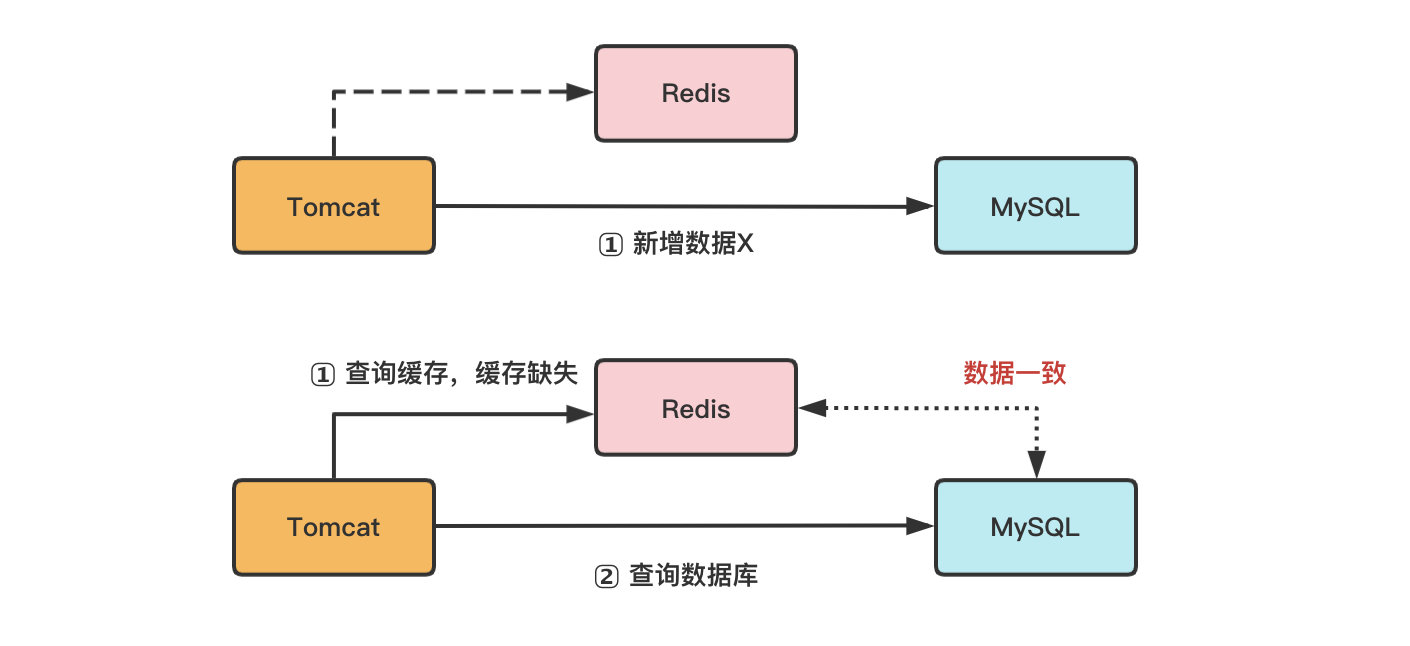 Redis
Tomcat
MySQL
① 新增数据X
① 查询缓存，缓存缺失
Redis
数据一致
Tomcat
MySQL
② 查询数据库